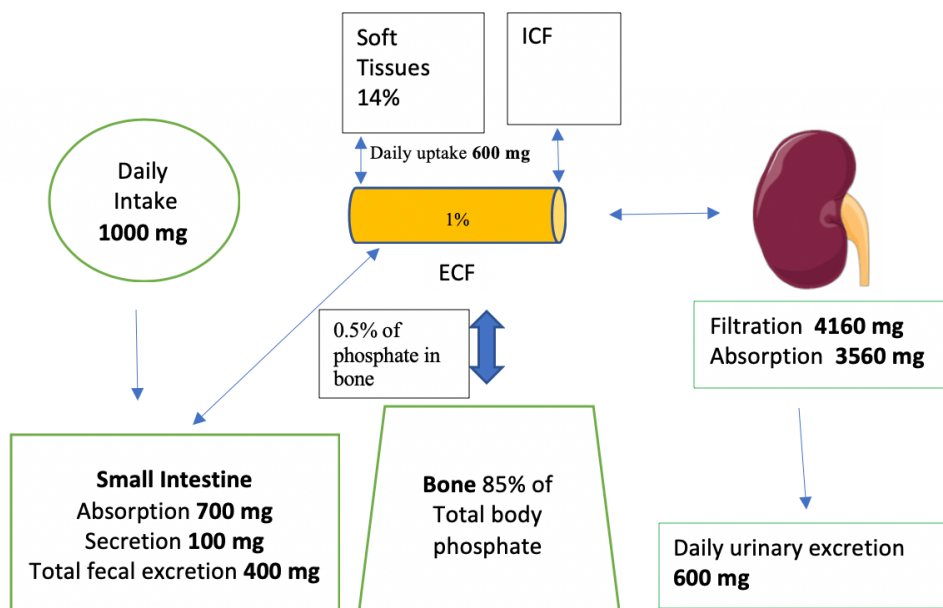 Soft
Tissues
14%
ICF
Daily uptake 600 mg
Daily
Intake
1000 mg
1%
ECF
0.5% of
phosphate in
bone
Filtration 4160 mg
Absorption 3560 mg
Small Intestine
Absorption 700 mg
Secretion 100 mg
Total fecal excretion 400 mg
Bone 85% of
Total body
phosphate
Daily urinary excretion
600 mg